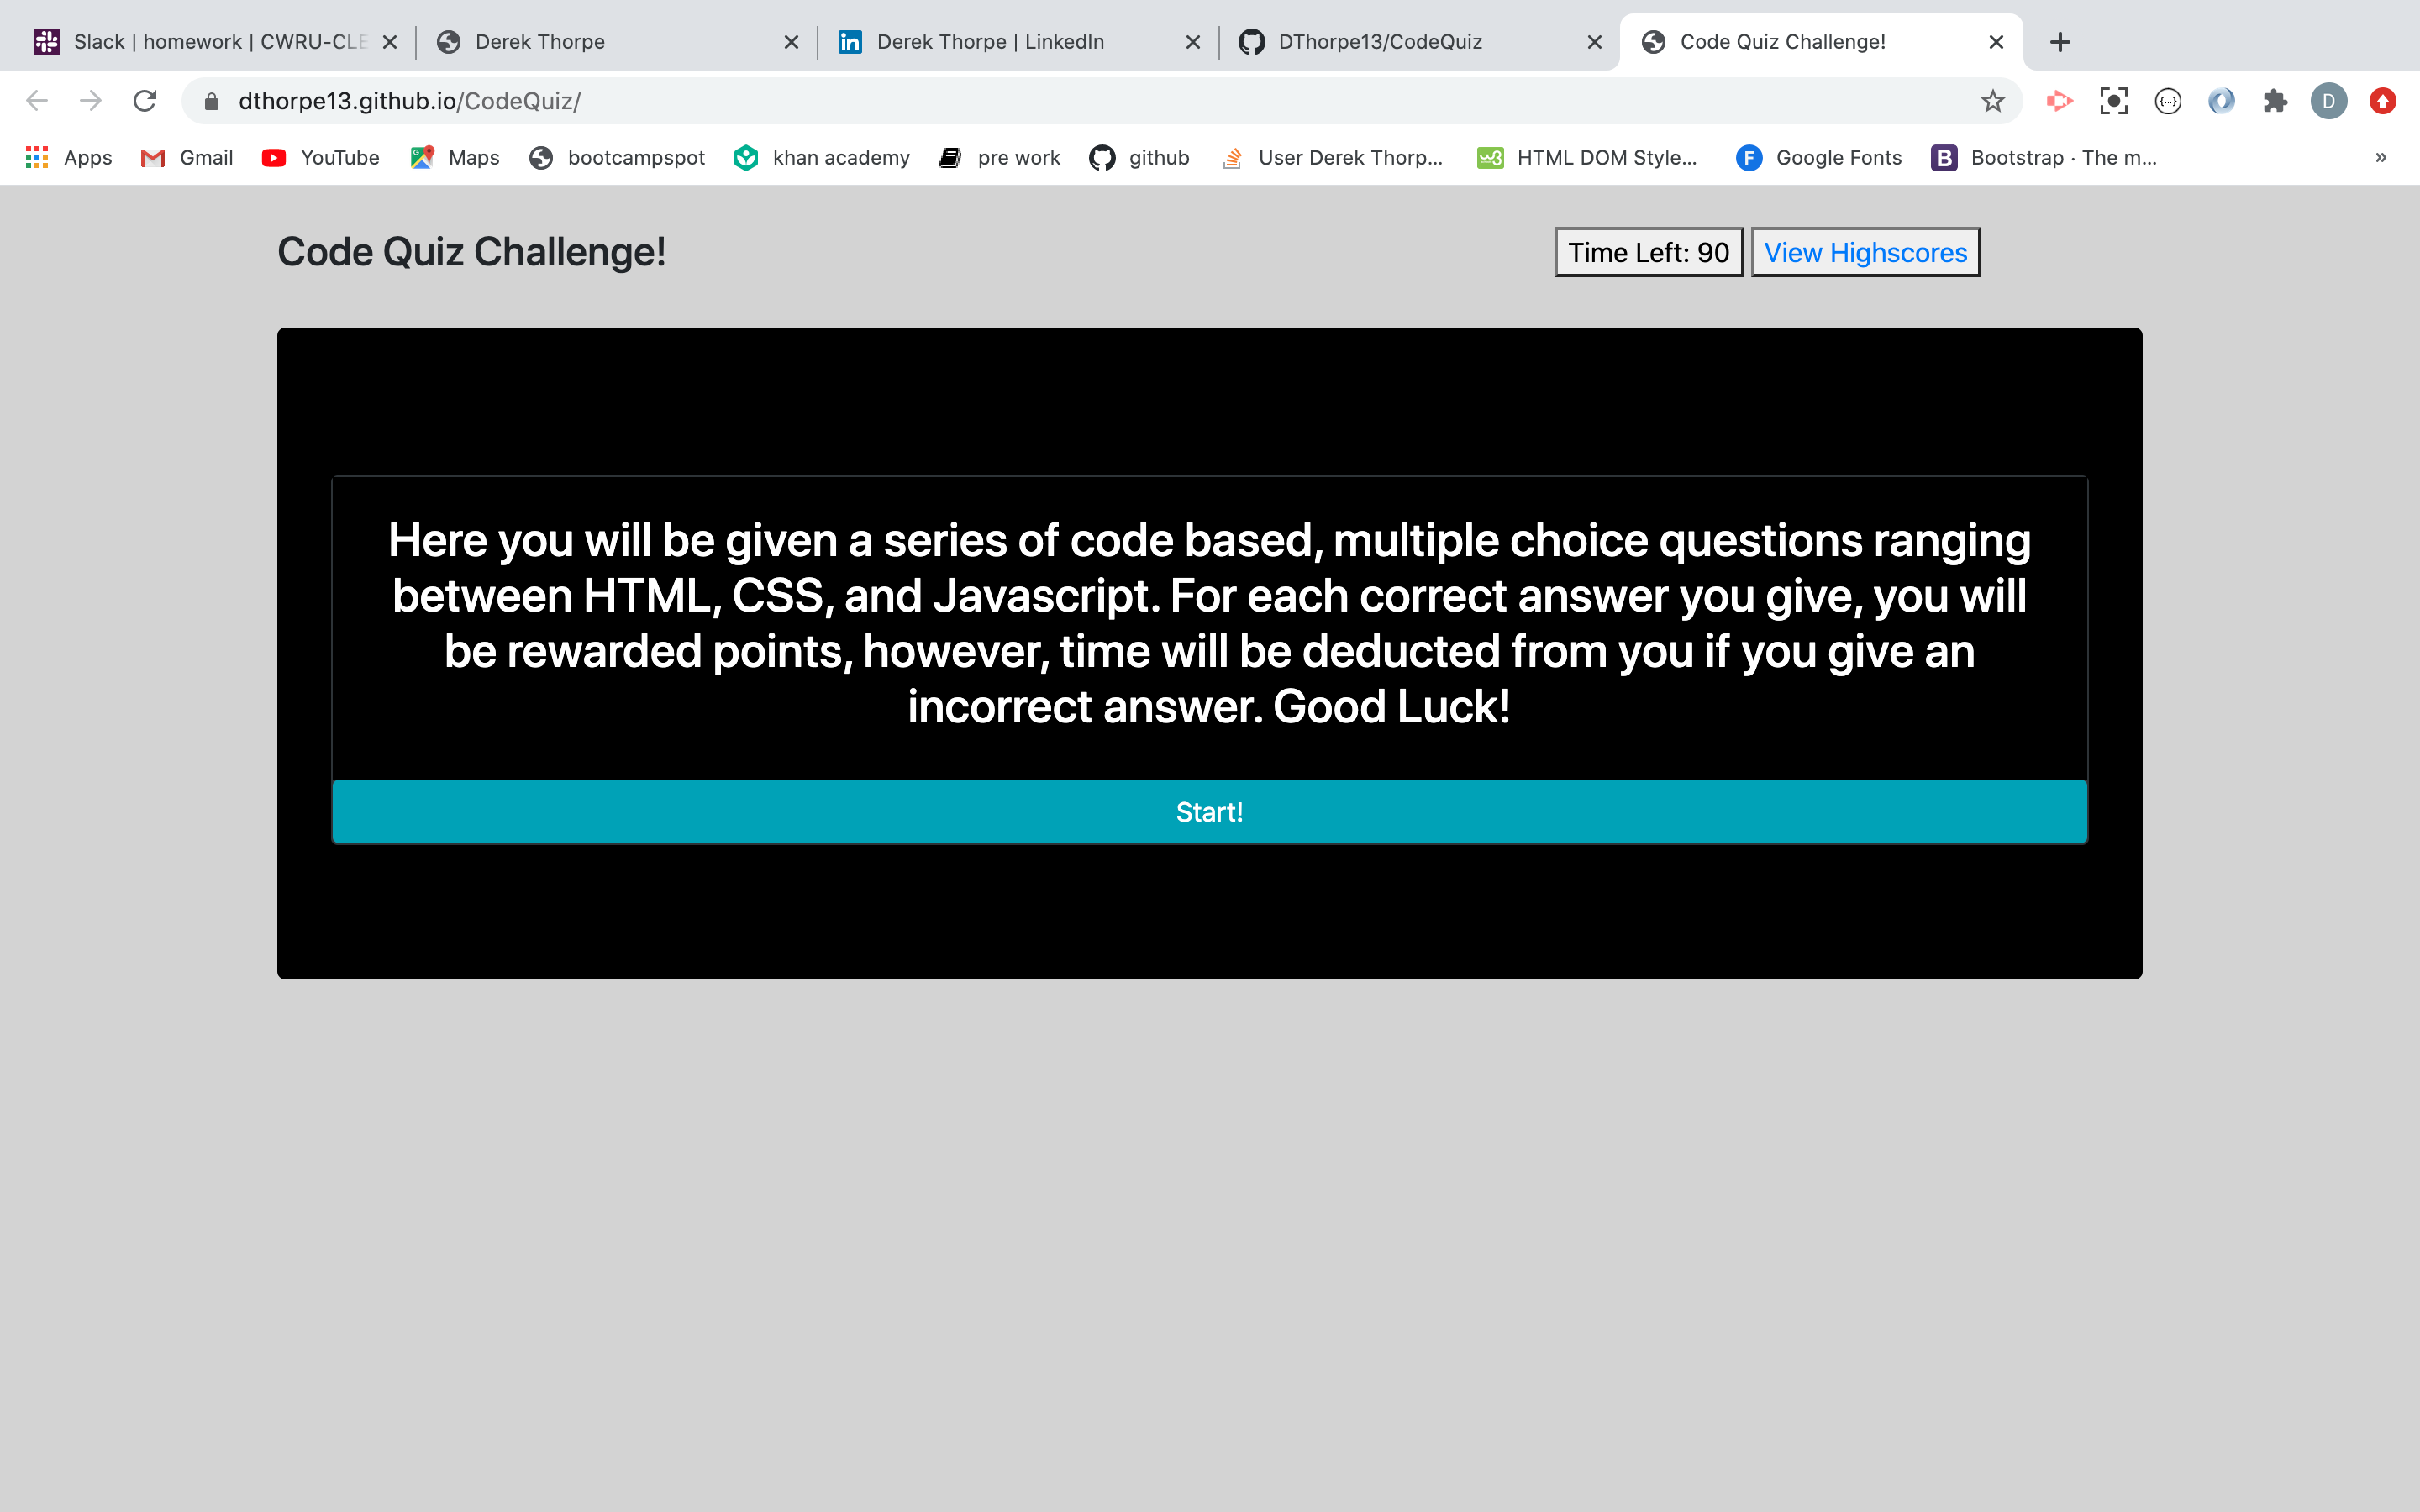 Slack | homework | CWRU-CLE
Derek Thorpe
Derek Thorpe | LinkedIn
DThorpe13/CodeQuiz
Code Quiz Challenge!
dthorpe13.github.io/CodeQuiz/
D
Apps
Gmail
YouTube
Maps
bootcampspot
khan academy
pre work
github
User Derek Thorp...
HTML DOM Style...
Google Fonts
Bootstrap · The m...
»
Code Quiz Challenge!
Time Left: 90
View Highscores
Here you will be given a series of code based, multiple choice questions ranging
between HTML, CSS, and Javascript. For each correct answer you give, you will
be rewarded points, however, time will be deducted from you if you give an
incorrect answer. Good Luck!
Start!